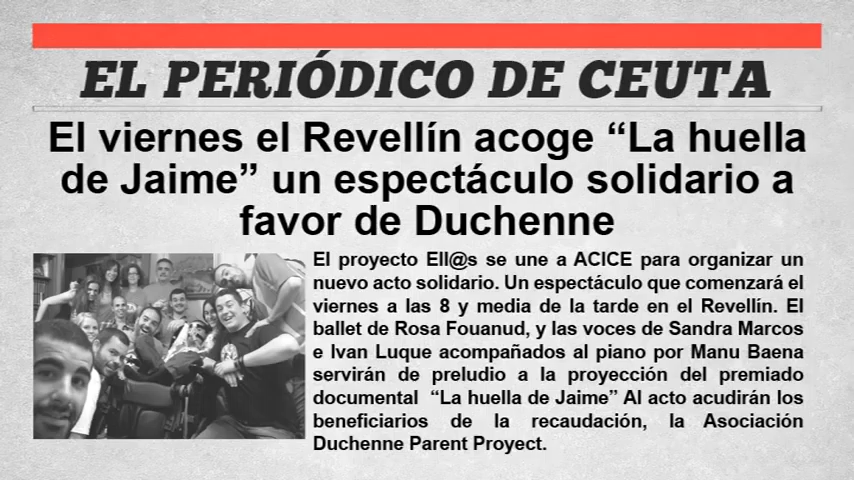 EL PERIÓDICO DE CEUTA
El viernes el Revellín acoge “La huella
de Jaime” un espectáculo solidario a
favor de Duchenne
El proyecto Ell@s se une a ACICE para organizar un
nuevo acto solidario. Un espectáculo que comenzará el
viernes a las 8 y media de la tarde en el Revellín. El
ballet de Rosa Fouanud, y las voces de Sandra Marcos
e Ivan Luque acompañados al piano por Manu Baena
servirán de preludio a la proyección del premiado
documental “La huella de Jaime” Al acto acudirán los
beneficiarios de la recaudación, la Asociación
Duchenne Parent Proyect.